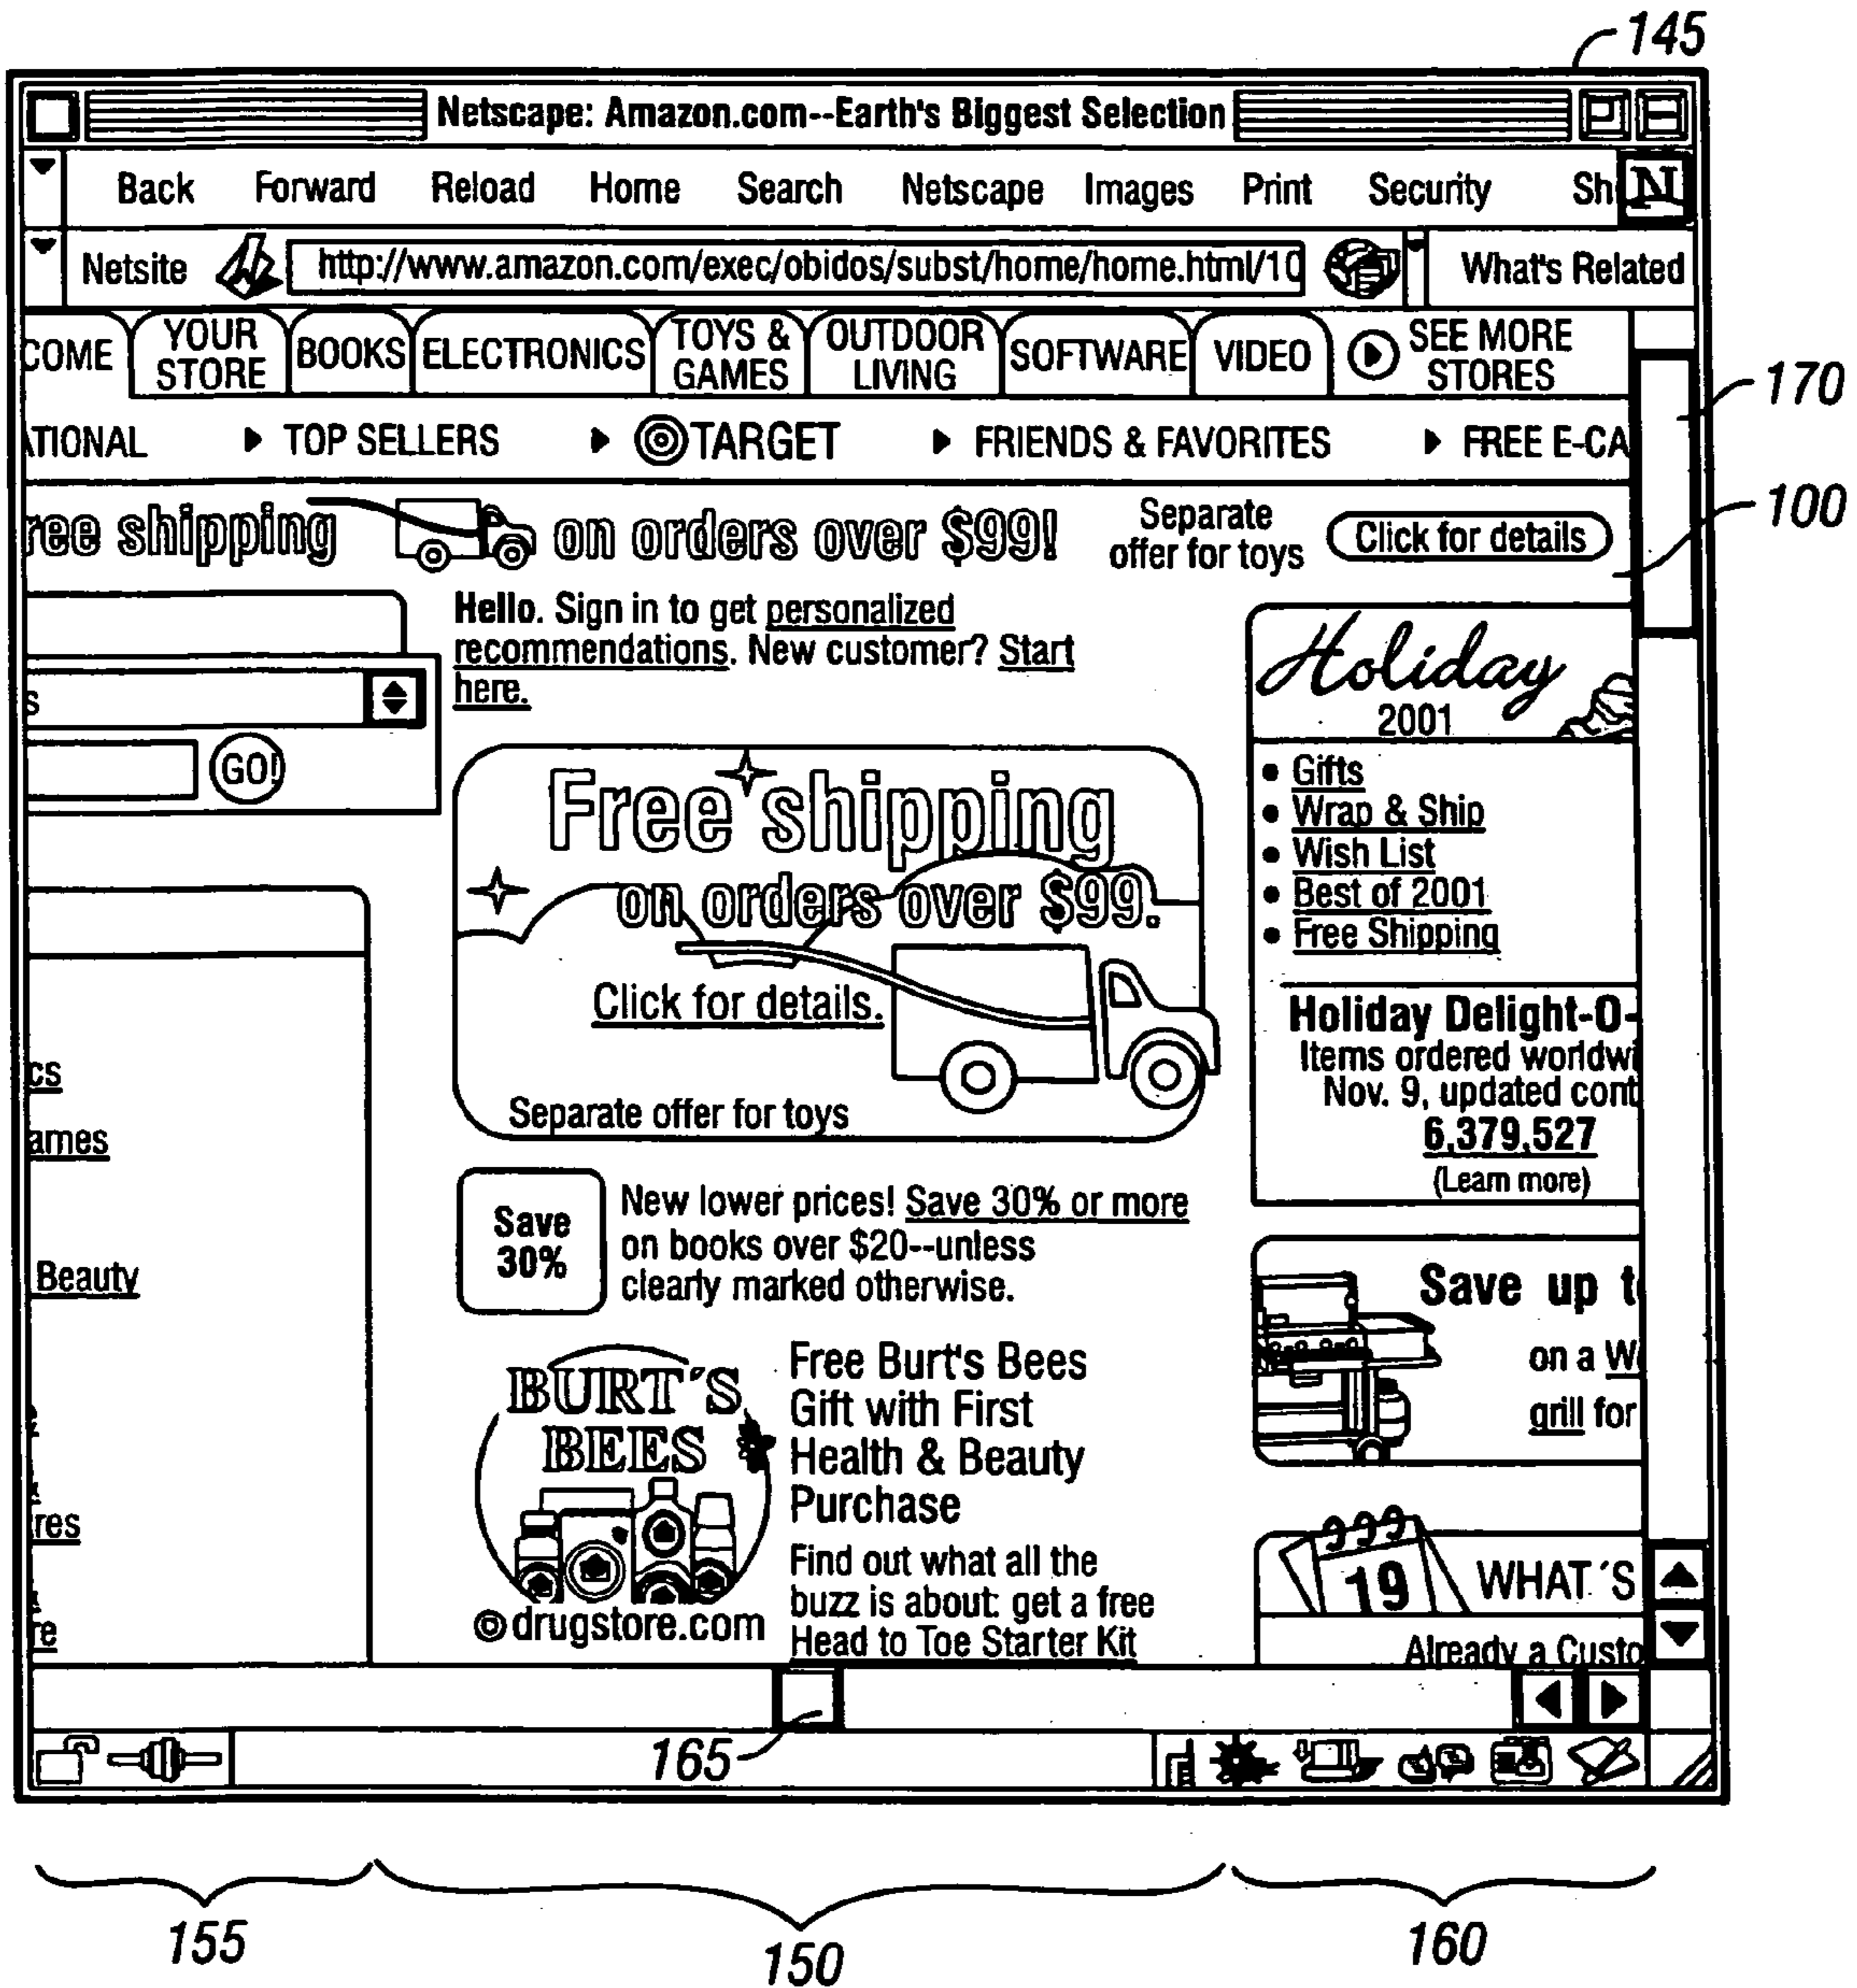 145
Netscape: Amazon.com--Earth's Biggest Selection
Back Forward Reload Home Search Netscape Images Print Security Sh N
Netsite http://www.amazon.com/exec/obidos/subst/home/home.html/10 What's Related
COME YOUR STORE BOOKS ELECTRONICS TOYS & GAMES OUTDOOR LIVING SOFTWARE VIDEO SEE MORE STORES
170
ATIONAL TOP SELLERS TARGET FRIENDS & FAVORITES FREE E-CA
100
ree shipping on orders over $99! Separate offer for toys Click for details
Hello. Sign in to get personalized
recommendations. New customer? Start
here.
s
GO!
Holiday
2001
Gifts
Wrap & Ship
Wish List
Best of 2001
Free Shipping
Free shipping
on orders over $99.
Click for details.
Separate offer for toys
Holiday Delight-O-
Items ordered worldwi
Nov. 9, updated cont
6,379,527
(Learn more)
cs
ames
Beauty
res
re
Save
30%
New lower prices! Save 30% or more
on books over $20--unless
clearly marked otherwise.
Save up t
on a W
grill for
BURT'S
BEES
drugstore.com
Free Burt's Bees
Gift with First
Health & Beauty
Purchase
Find out what all the
buzz is about: get a free
Head to Toe Starter Kit
19
WHAT'S
Already a Custo
165
155
150
160